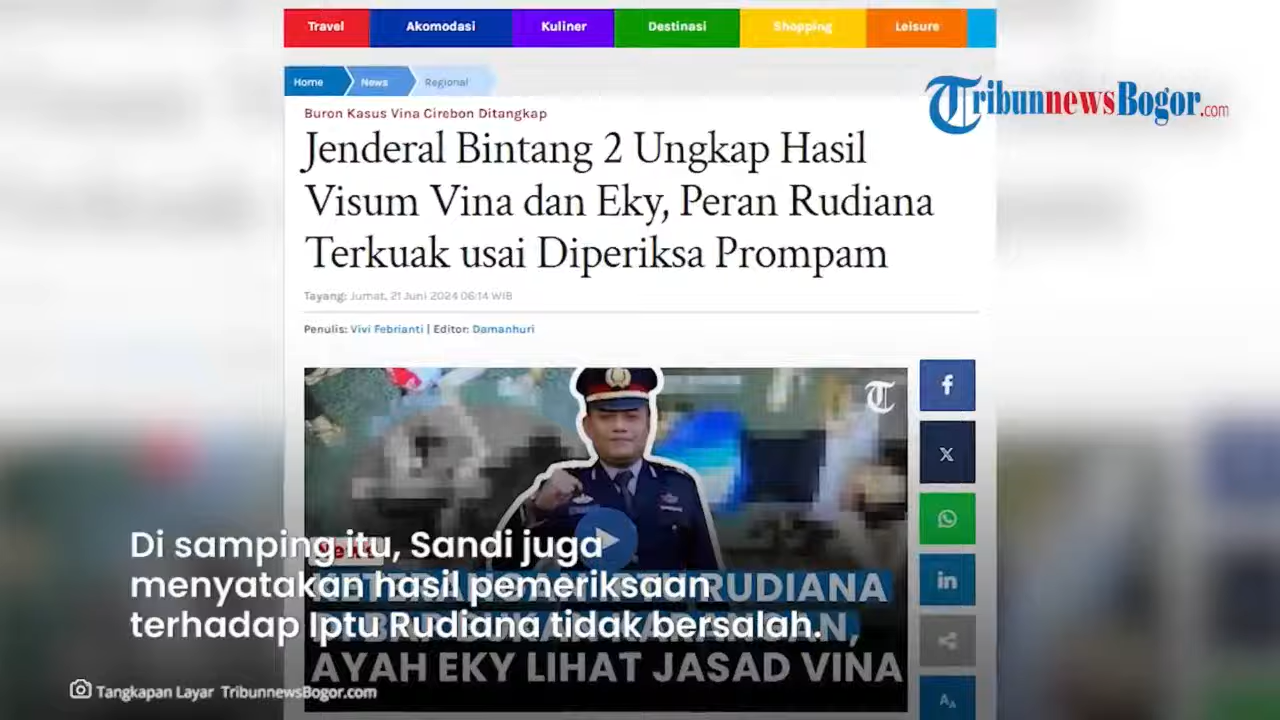 Travel
Akomodasi
Kuliner
Destinasi
Shopping
Leisure
Home
News
Regional
TribunnewsBogor.com
Buron Kasus Vina Cirebon Ditangkap
Jenderal Bintang 2 Ungkap Hasil
Visum Vina dan Eky, Peran Rudiana
Terkuak usai Diperiksa Prompam
Tayang: Jumat, 21 Juni 2024 06:14 WIB
Penulis: Vivi Febrianti | Editor: Damanhuri
Di samping itu, Sandi juga
menyatakan hasil pemeriksaan
terhadap Iptu Rudiana tidak bersalah.
RUDIANA
AYAH EKY LIHAT JASAD VINA
Tangkapan Layar TribunnewsBogor.com